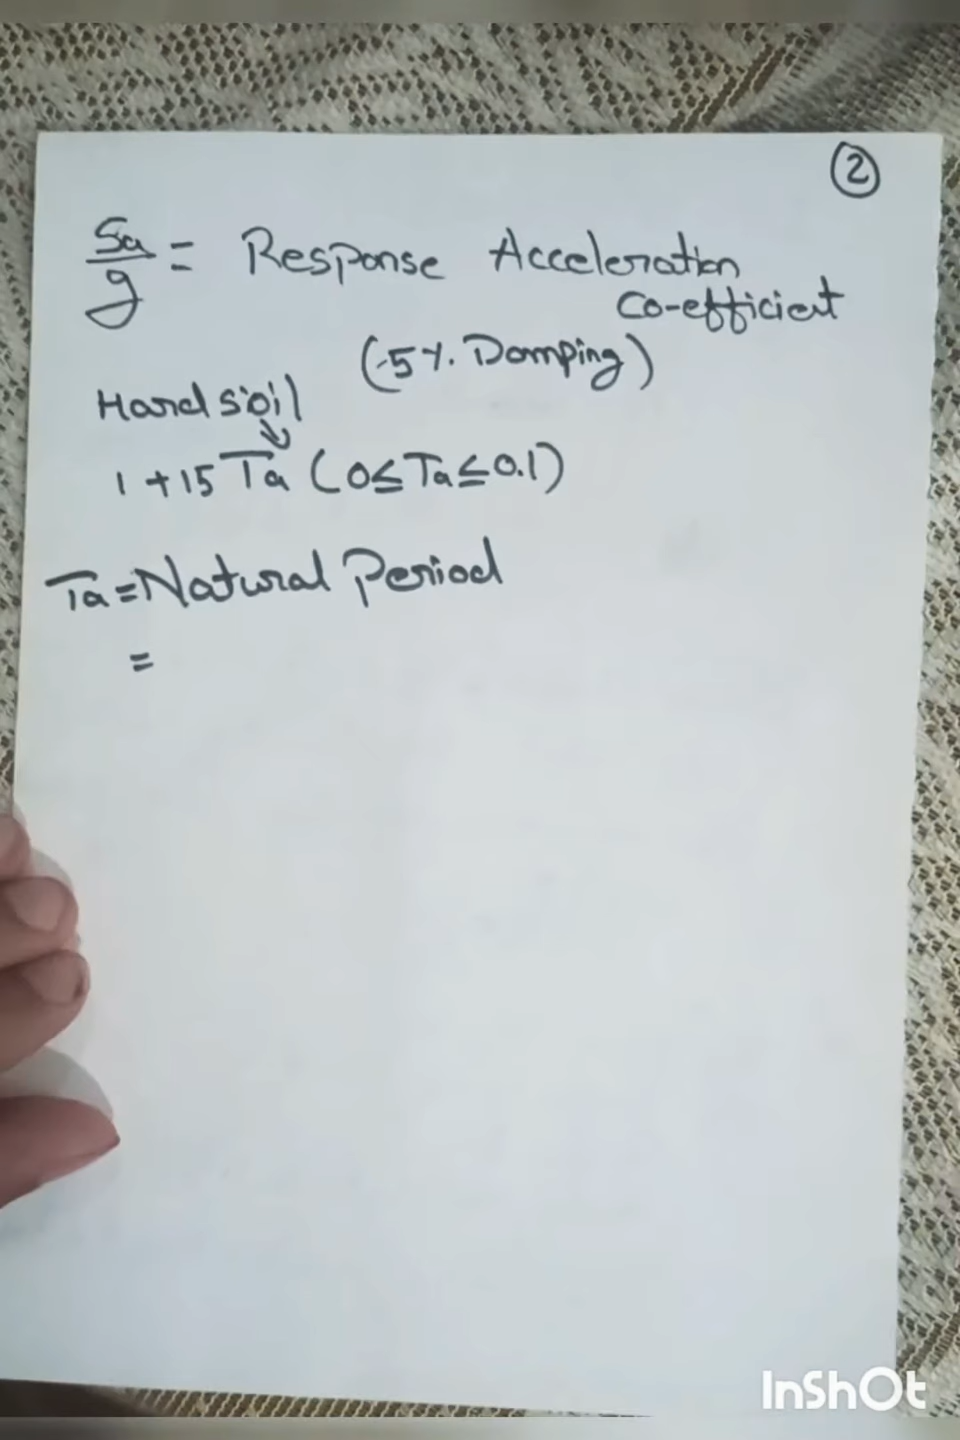 2
Sa/g = Response Acceleration
Co-efficient
(-5%. Damping)
Hard soil
1 + 15 Ta (0≤Ta≤0.1)
Ta = Natural Period
=
InShOt